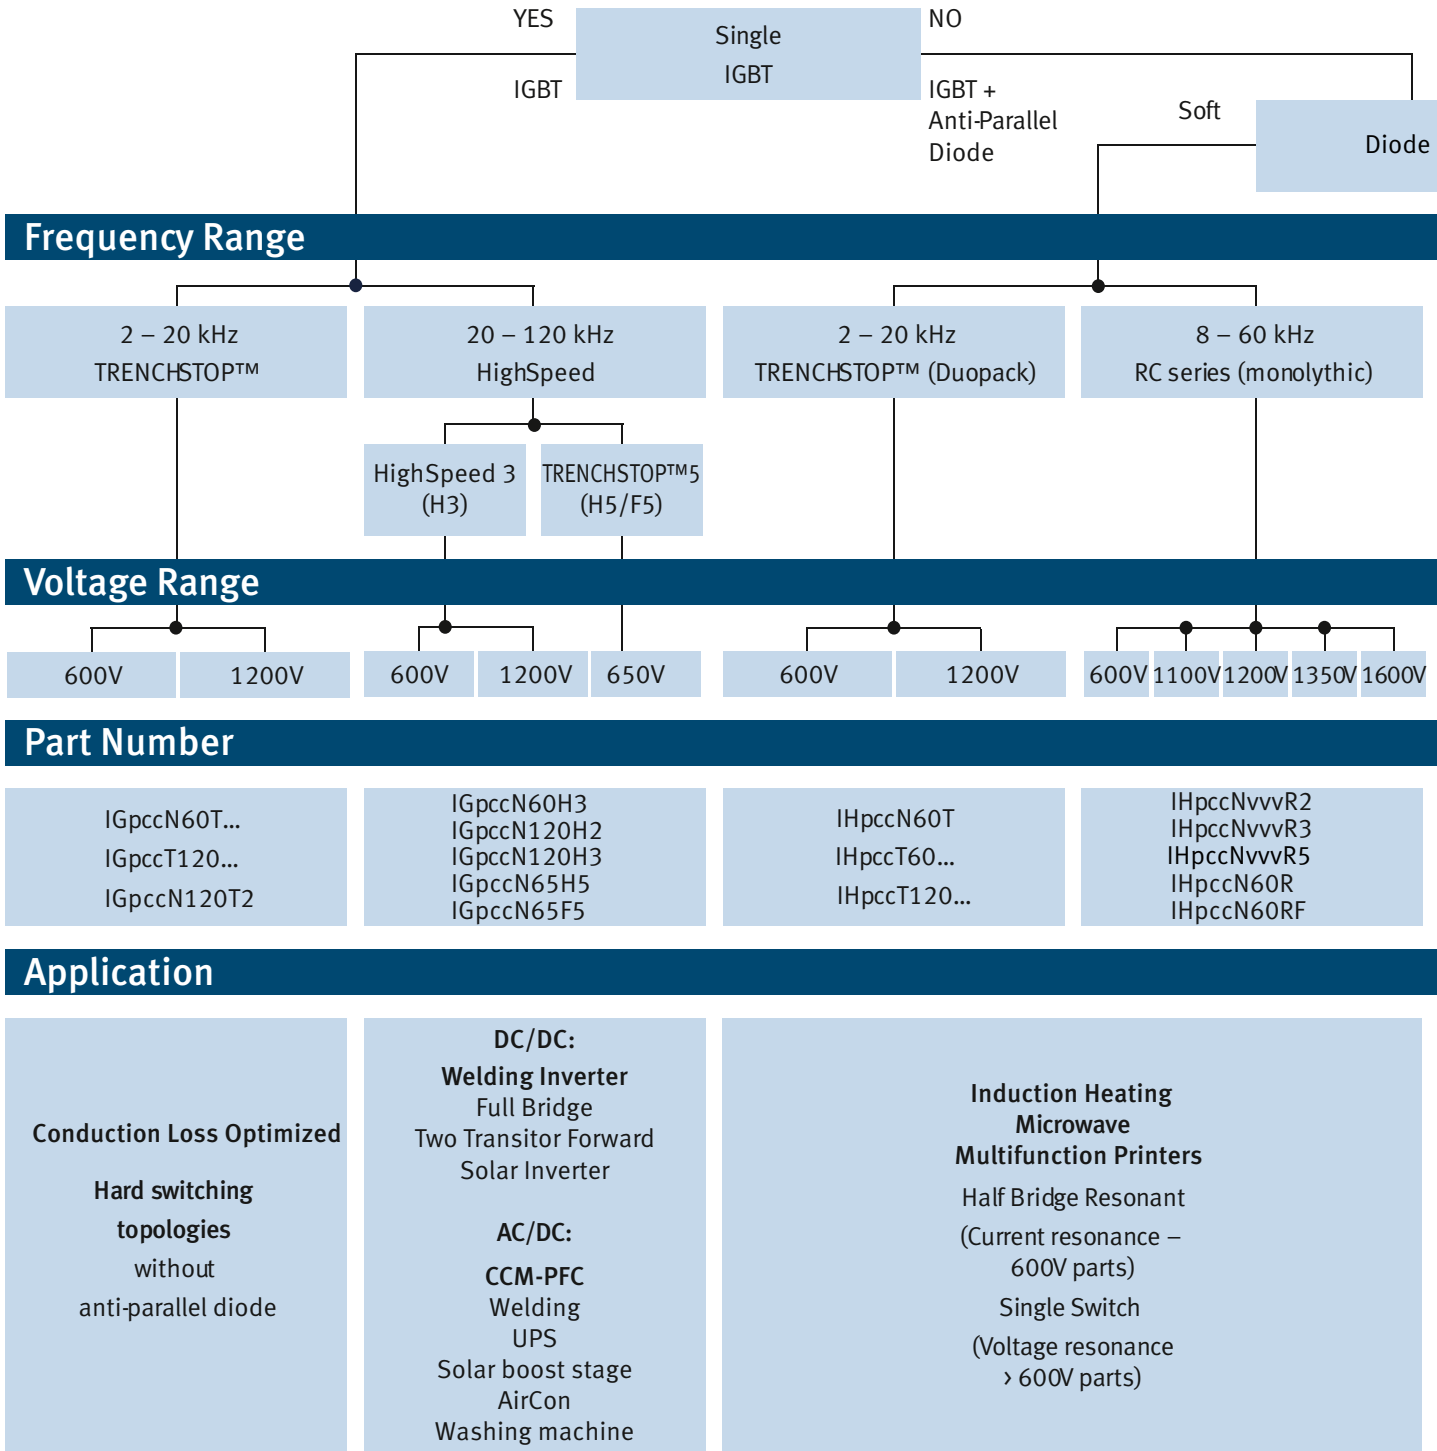 YES
Single
IGBT
NO
IGBT
IGBT +
Anti-Parallel
Diode
Soft
Diode
Frequency Range
2 – 20 kHz
TRENCHSTOP™
20 – 120 kHz
HighSpeed
2 – 20 kHz
TRENCHSTOP™ (Duopack)
8 – 60 kHz
RC series (monolythic)
HighSpeed 3
(H3)
TRENCHSTOP™5
(H5/F5)
Voltage Range
600V
1200V
600V
1200V
650V
600V
1200V
600V
1100V
1200V
1350V
1600V
Part Number
IGpccN60T...
IGpccT120...
IGpccN120T2
IGpccN60H3
IGpccN120H2
IGpccN120H3
IGpccN65H5
IGpccN65F5
IHpccN60T
IHpccT60...
IHpccT120...
IHpccNvvvR2
IHpccNvvvR3
IHpccNvvvR5
IHpccN60R
IHpccN60RF
Application
Conduction Loss Optimized
Hard switching
topologies
without
anti-parallel diode
DC/DC:
Welding Inverter
Full Bridge
Two Transitor Forward
Solar Inverter
AC/DC:
CCM-PFC
Welding
UPS
Solar boost stage
AirCon
Washing machine
Induction Heating
Microwave
Multifunction Printers
Half Bridge Resonant
(Current resonance –
600V parts)
Single Switch
(Voltage resonance
> 600V parts)